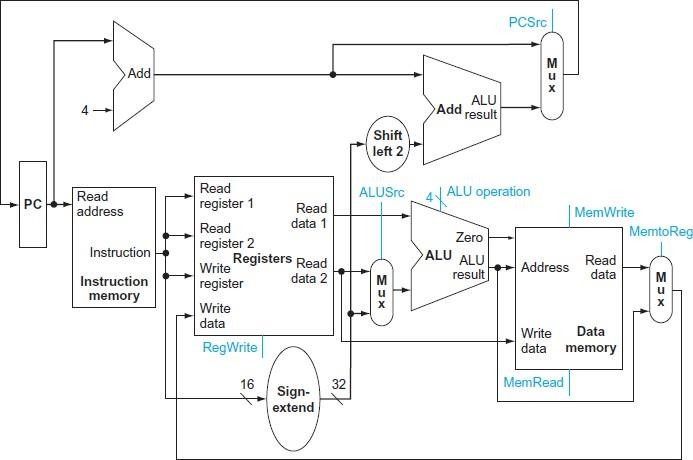 PCSrc
M
u
x
Add
ALU
Add result
4
Shift
left 2
PC
Read
address
Instruction
Instruction
memory
Read
register 1
Read
data 1
Read
register 2
Registers
Write
register
Read
data 2
Write
data
RegWrite
ALUSrc
M
u
x
4
ALU operation
Zero
ALU
ALU
result
MemWrite
MemtoReg
Address
Read
data
M
u
x
Write
data
Data
memory
MemRead
16
Sign-
extend
32